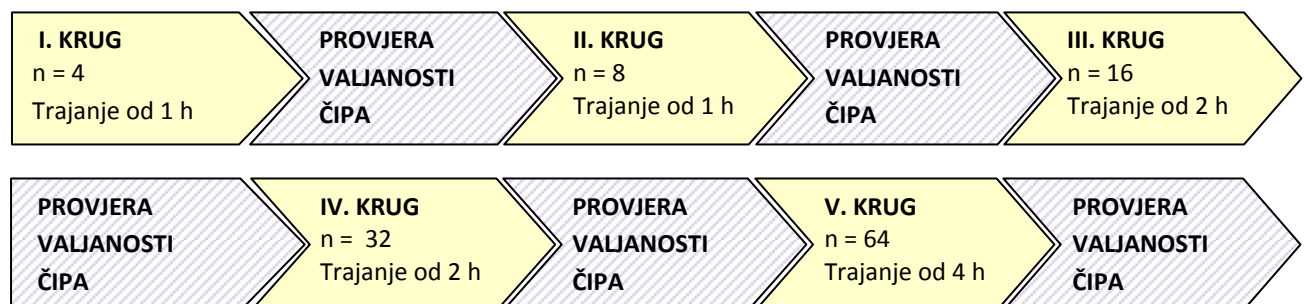 I. KRUG
n = 4
Trajanje od 1 h
PROVJERA
VALJANOSTI
ČIPA
II. KRUG
n = 8
Trajanje od 1 h
PROVJERA
VALJANOSTI
ČIPA
III. KRUG
n = 16
Trajanje od 2 h
PROVJERA
VALJANOSTI
ČIPA
IV. KRUG
n = 32
Trajanje od 2 h
PROVJERA
VALJANOSTI
ČIPA
V. KRUG
n = 64
Trajanje od 4 h
PROVJERA
VALJANOSTI
ČIPA